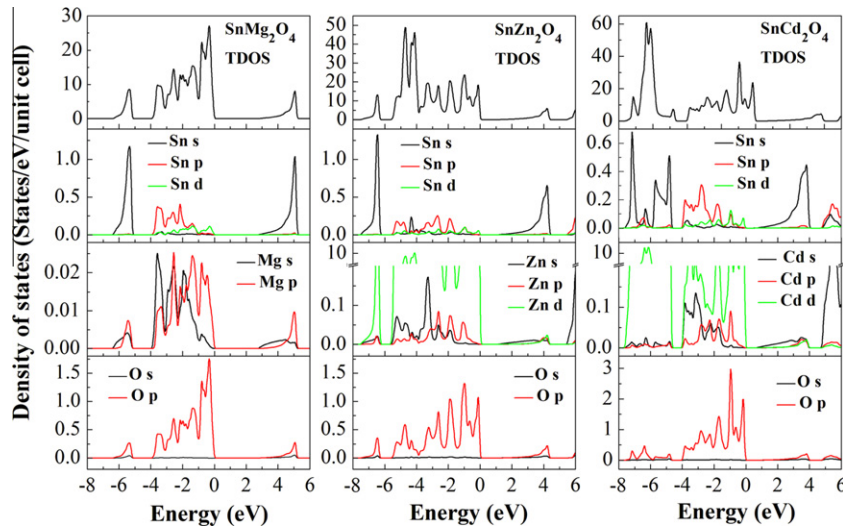 Density of states (States/eV/unit cell)
SnMg2O4
TDOS
30
20
10
0
SnZn2O4
TDOS
50
40
30
20
10
0
SnCd2O4
TDOS
60
40
20
0
Sn s
Sn p
Sn d
1.0
0.5
0.0
Sn s
Sn p
Sn d
1.0
0.5
0.0
Sn s
Sn p
Sn d
0.6
0.4
0.2
0.0
Mg s
Mg p
0.02
0.01
0.00
Zn s
Zn p
Zn d
10
0.1
0.0
Cd s
Cd p
Cd d
10
0.1
0.0
O s
O p
1.5
1.0
0.5
0.0
O s
O p
1.5
1.0
0.5
0.0
O s
O p
3
2
1
0
-8 -6 -4 -2 0 2 4 6
-8 -6 -4 -2 0 2 4 6
-8 -6 -4 -2 0 2 4 6
Energy (eV)
Energy (eV)
Energy (eV)